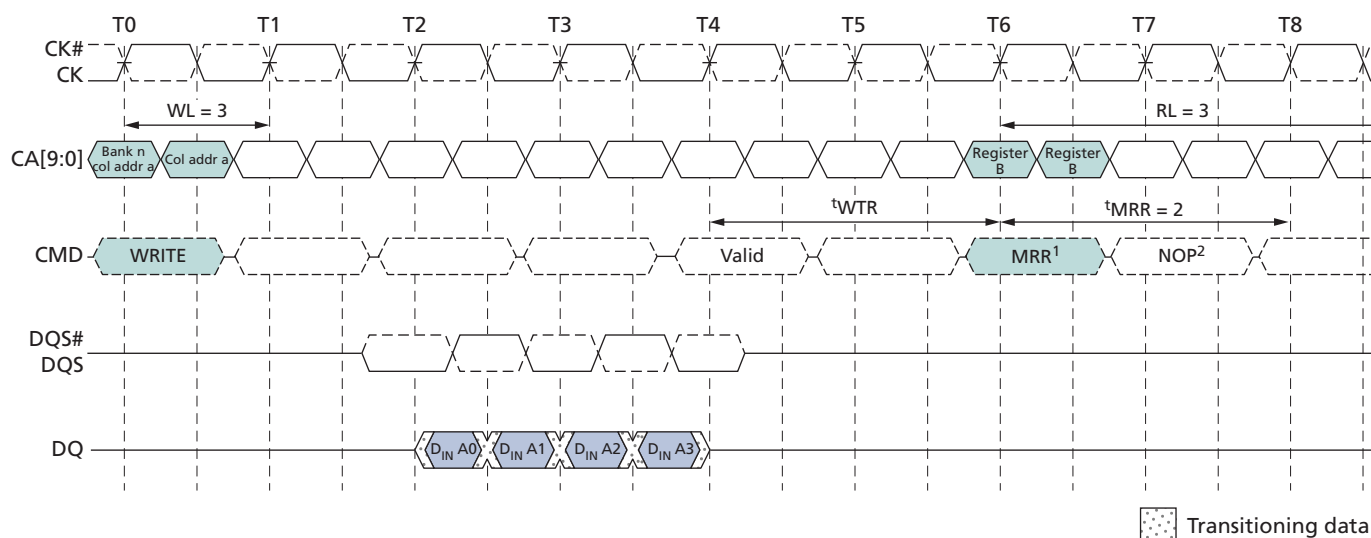 T0 T1 T2 T3 T4 T5 T6 T7 T8
CK#
CK
WL = 3 RL = 3
CA[9:0] Bank n col addr a Col addr a Register B Register B
tWTR tMRR = 2
CMD WRITE Valid MRR1 NOP2
DQS#
DQS
DQ DIN A0 DIN A1 DIN A2 DIN A3
Transitioning data